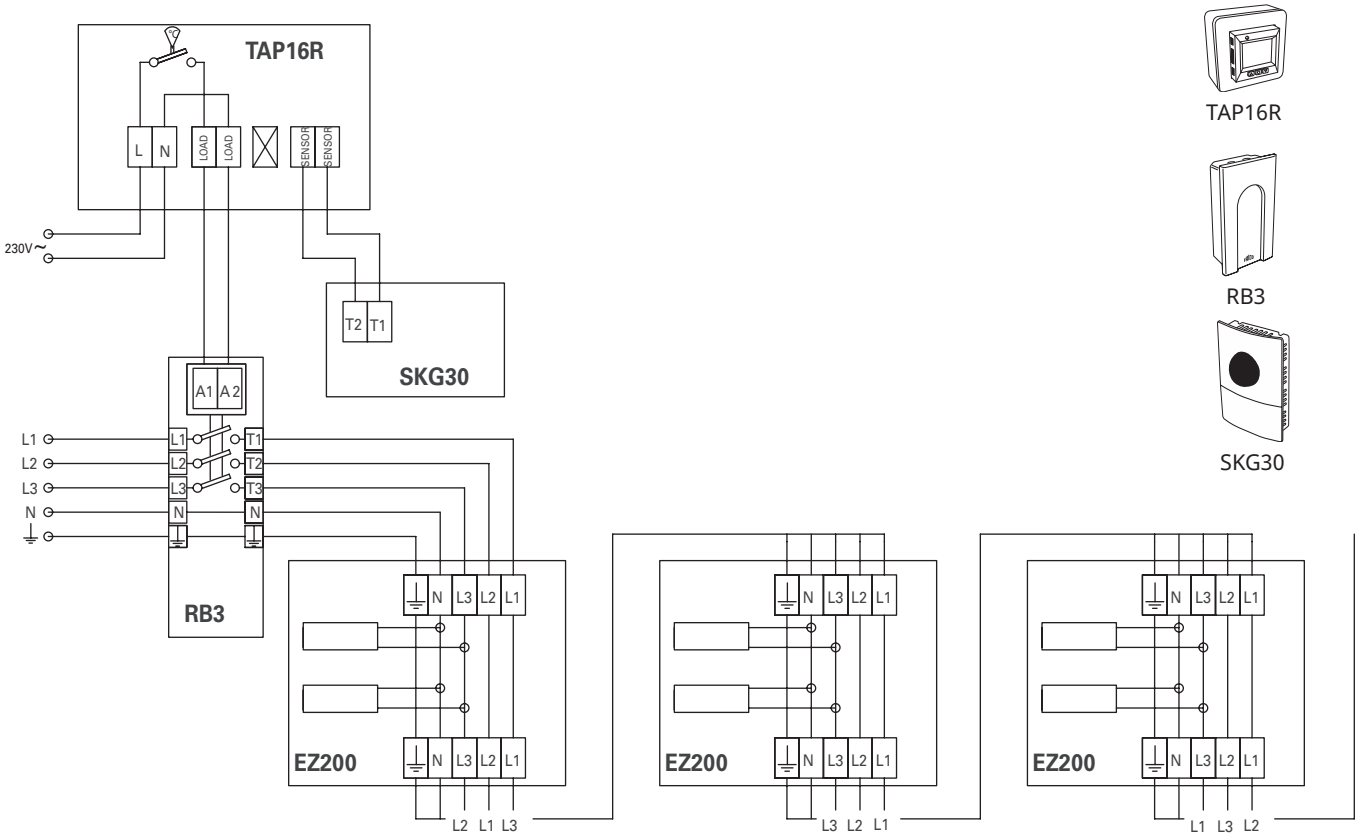 TAP16R
°C
L N LOAD LOAD SENSOR SENSOR
230V~
T2 T1
SKG30
A1 A2
L1 L1 T1
L2 L2 T2
L3 L3 T3
N N N
RB3
N L3 L2 L1
EZ200
N L3 L2 L1
L2 L1 L3
N L3 L2 L1
EZ200
N L3 L2 L1
L3 L2 L1
N L3 L2 L1
EZ200
N L3 L2 L1
L1 L3 L2
TAP16R
RB3
SKG30